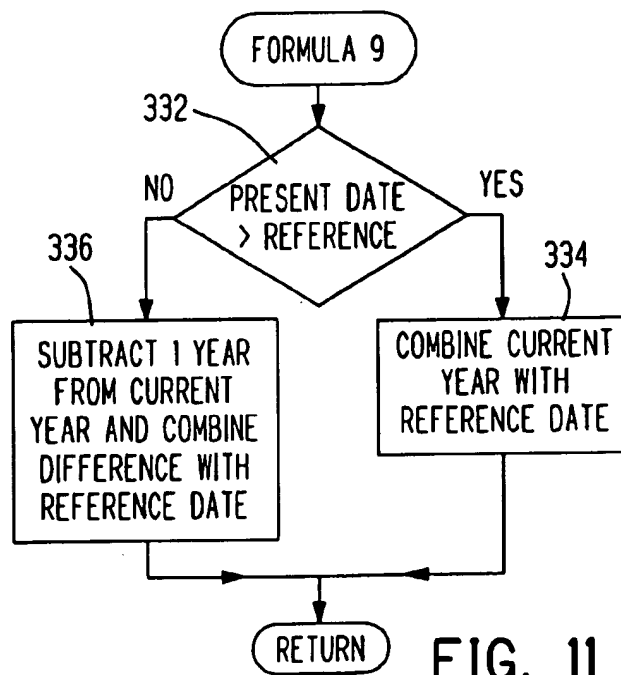 FORMULA 9
332
NO
YES
PRESENT DATE
> REFERENCE
336
334
SUBTRACT 1 YEAR
FROM CURRENT
YEAR AND COMBINE
DIFFERENCE WITH
REFERENCE DATE
COMBINE CURRENT
YEAR WITH
REFERENCE DATE
RETURN
FIG. 11